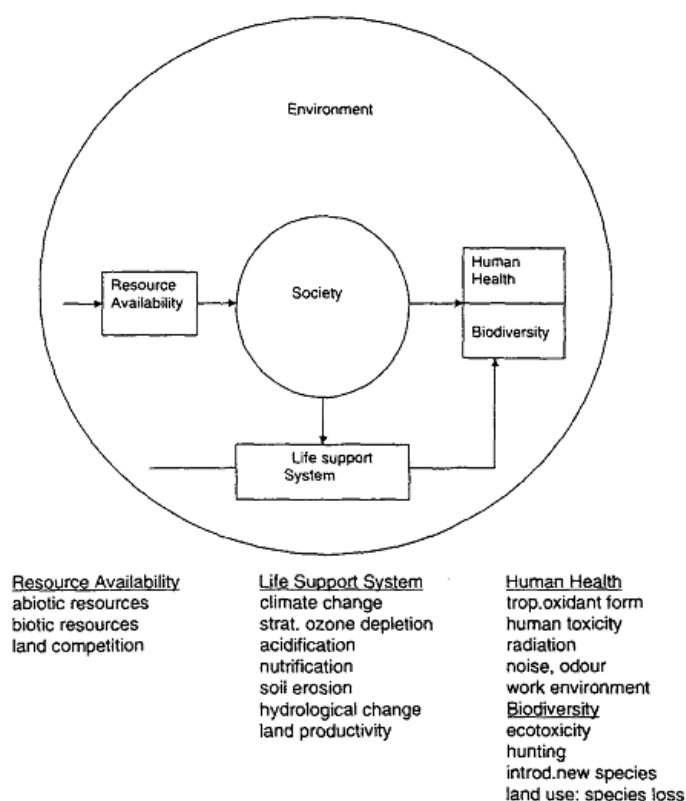 Environment
Resource
Availability
Society
Human
Health
Biodiversity
Life support
System
Resource Availability
abiotic resources
biotic resources
land competition
Life Support System
climate change
strat. ozone depletion
acidification
nutrification
soil erosion
hydrological change
land productivity
Human Health
trop.oxidant form
human toxicity
radiation
noise, odour
work environment
Biodiversity
ecotoxicity
hunting
introd.new species
land use: species loss